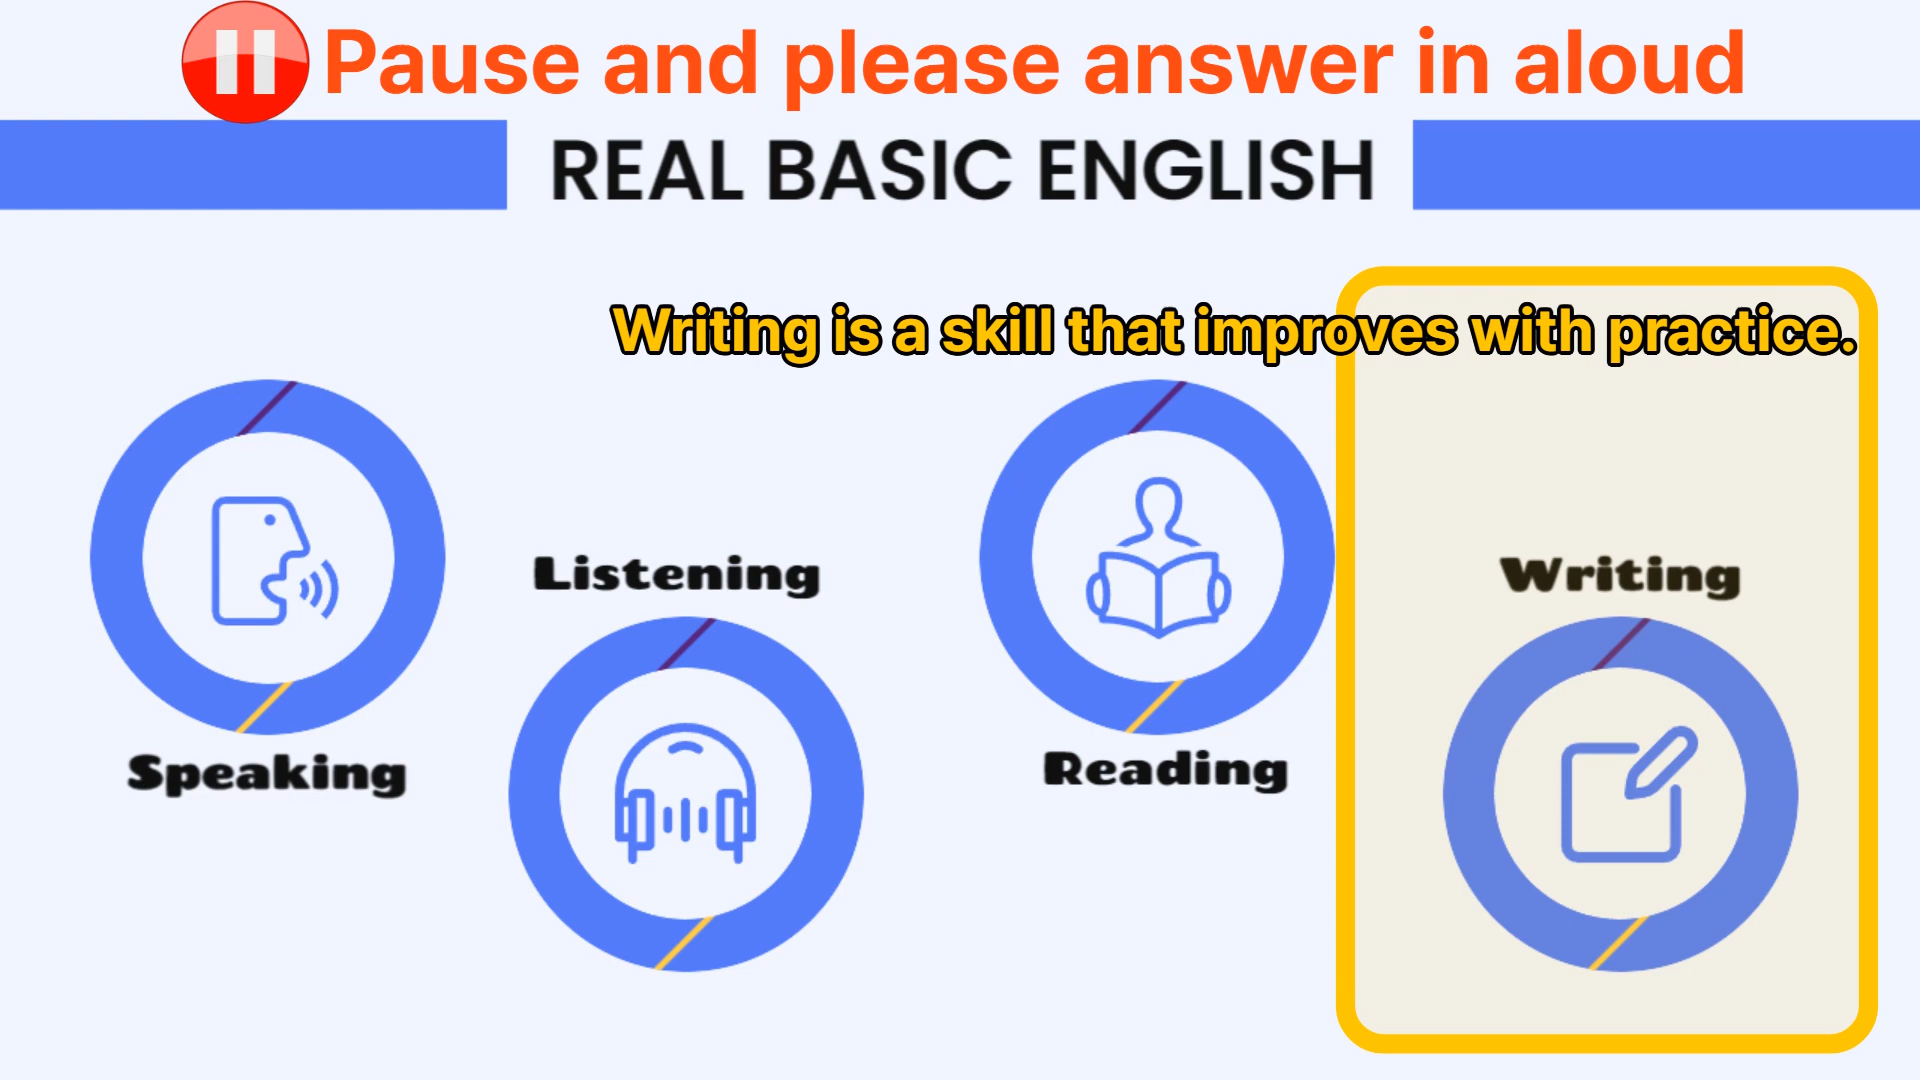 Pause and please answer in aloud
REAL BASIC ENGLISH
Writing is a skill that improves with practice.
Listening
Writing
Speaking
Reading